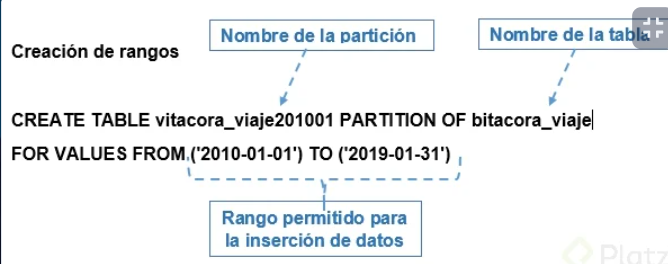 Nombre de la partición
Nombre de la tabla
Creación de rangos
CREATE TABLE vitacora_viaje201001 PARTITION OF bitacora_viaje
FOR VALUES FROM ('2010-01-01') TO ('2019-01-31')
Rango permitido para
la inserción de datos
Platz